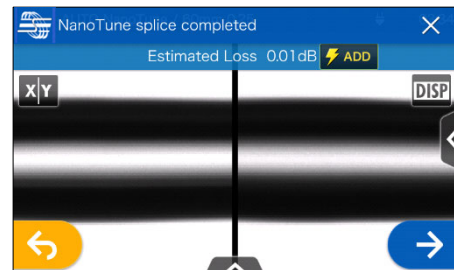 NanoTune splice completed
Estimated Loss 0.01dB ADD
X|Y
DISP